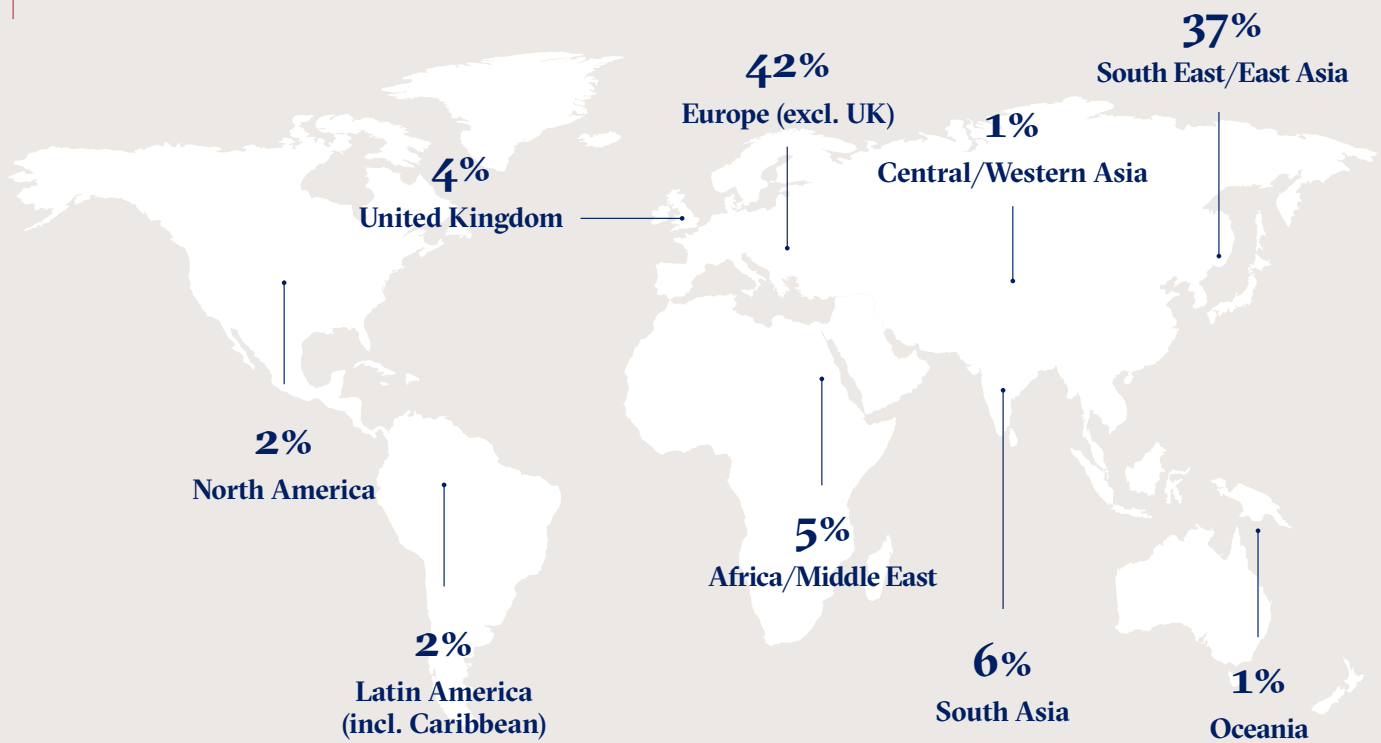 37%
South East/East Asia
42%
Europe (excl. UK)
1%
Central/Western Asia
4%
United Kingdom
2%
North America
5%
Africa/Middle East
2%
Latin America
(incl. Caribbean)
6%
South Asia
1%
Oceania